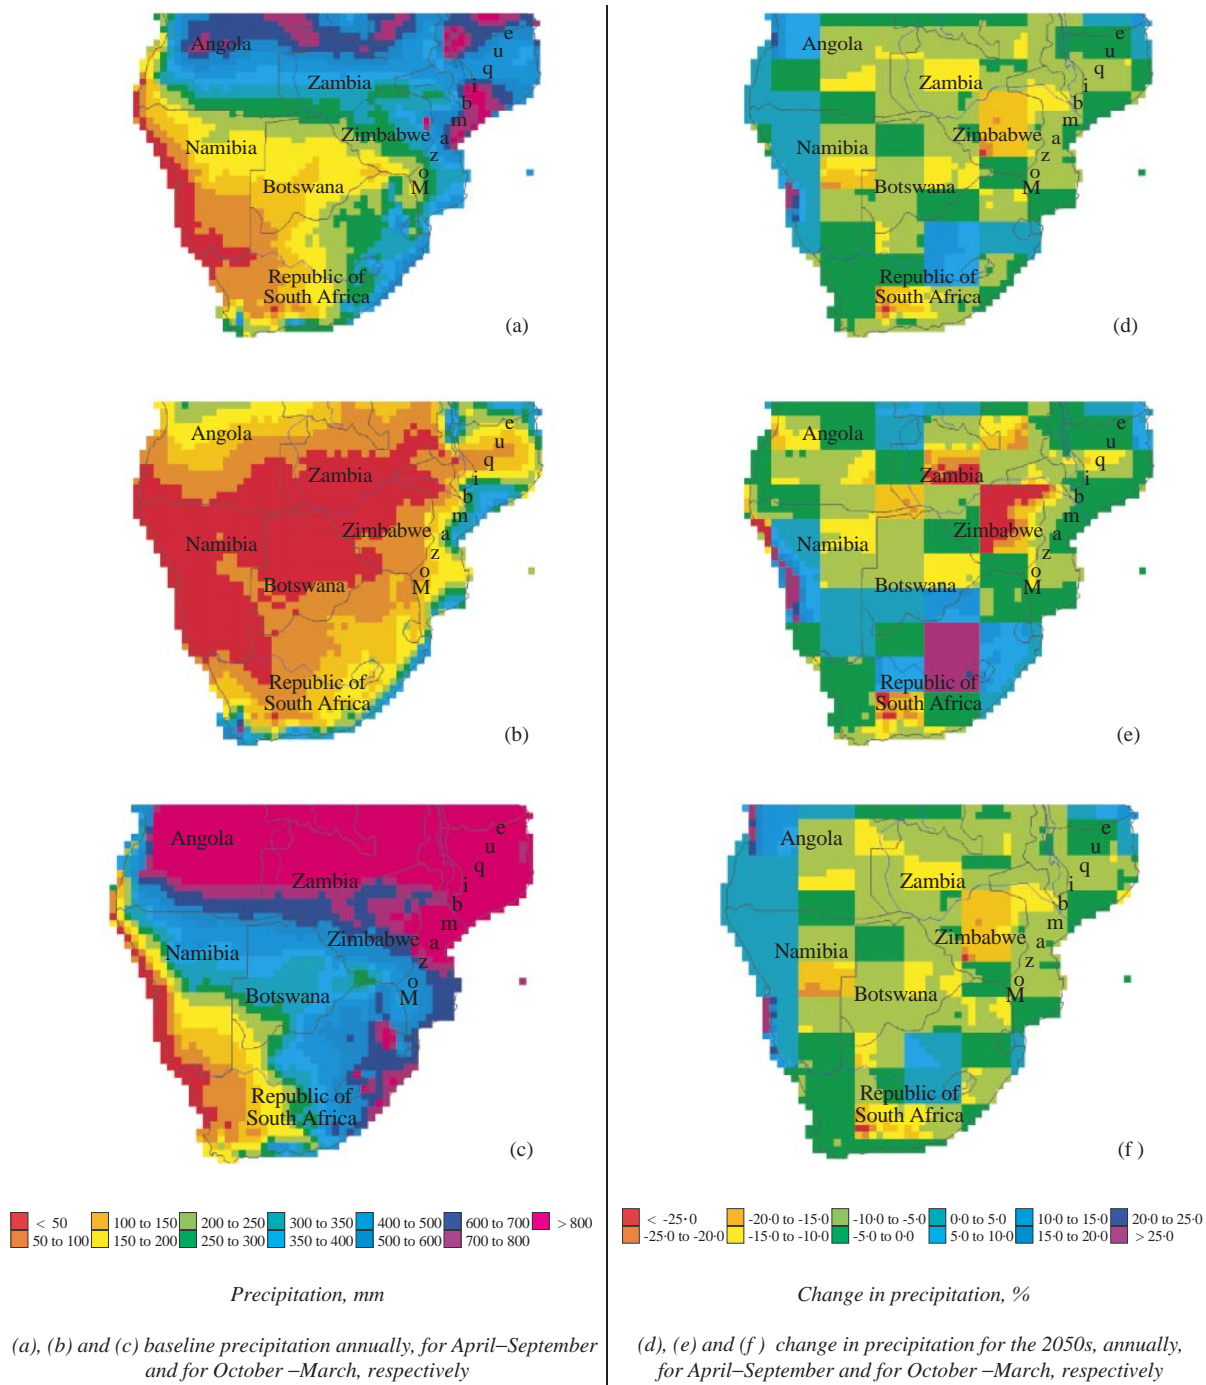 Angola
Zambia
Namibia
Zimbabwe
Botswana
Mozambique
Republic of
South Africa
(a)
Angola
Zambia
Namibia
Zimbabwe
Botswana
Mozambique
Republic of
South Africa
(b)
Angola
Zambia
Namibia
Zimbabwe
Botswana
Mozambique
Republic of
South Africa
(c)
< 50 100 to 150 200 to 250 300 to 350 400 to 500 600 to 700 > 800
50 to 100 150 to 200 250 to 300 350 to 400 500 to 600 700 to 800
Precipitation, mm
(a), (b) and (c) baseline precipitation annually, for April–September
and for October –March, respectively
Angola
Zambia
Namibia
Zimbabwe
Botswana
Mozambique
Republic of
South Africa
(d)
Angola
Zambia
Namibia
Zimbabwe
Botswana
Mozambique
Republic of
South Africa
(e)
Angola
Zambia
Namibia
Zimbabwe
Botswana
Mozambique
Republic of
South Africa
(f )
< -25·0 -20·0 to -15·0 -10·0 to -5·0 0·0 to 5·0 10·0 to 15·0 20·0 to 25·0
-25·0 to -20·0 -15·0 to -10·0 -5·0 to 0·0 5·0 to 10·0 15·0 to 20·0 > 25·0
Change in precipitation, %
(d), (e) and (f ) change in precipitation for the 2050s, annually,
for April–September and for October –March, respectively